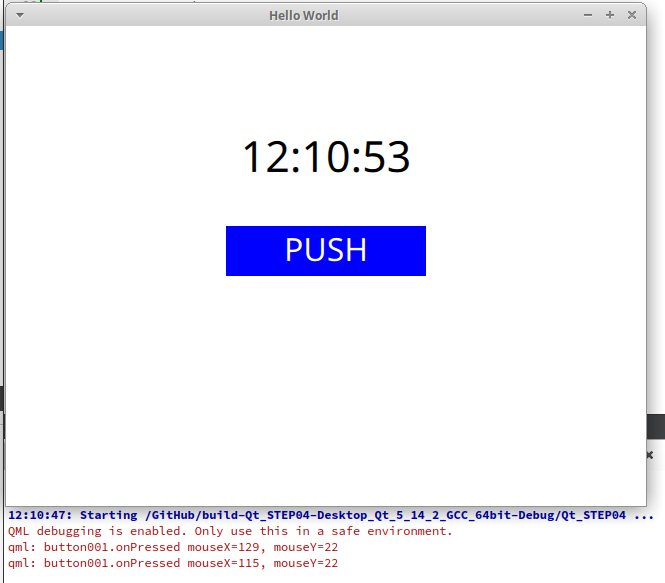 Hello World
12:10:53
PUSH
12:10:47: Starting /GitHub/build-Qt_STEP04-Desktop_Qt_5_14_2_GCC_64bit-Debug/Qt_STEP04 ...
QML debugging is enabled. Only use this in a safe environment.
qml: button001.onPressed mouseX=129, mouseY=22
qml: button001.onPressed mouseX=115, mouseY=22